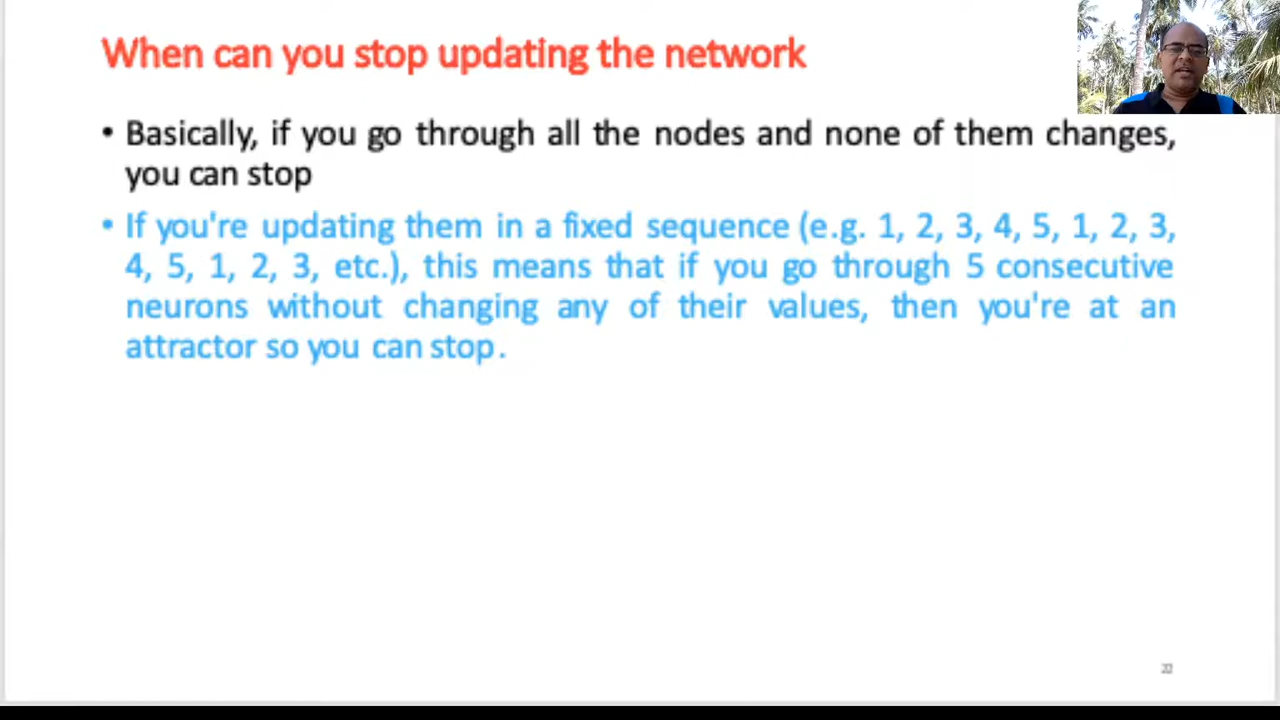 When can you stop updating the network
• Basically, if you go through all the nodes and none of them changes,
you can stop
• If you're updating them in a fixed sequence (e.g. 1, 2, 3, 4, 5, 1, 2, 3,
4, 5, 1, 2, 3, etc.), this means that if you go through 5 consecutive
neurons without changing any of their values, then you're at an
attractor so you can stop.